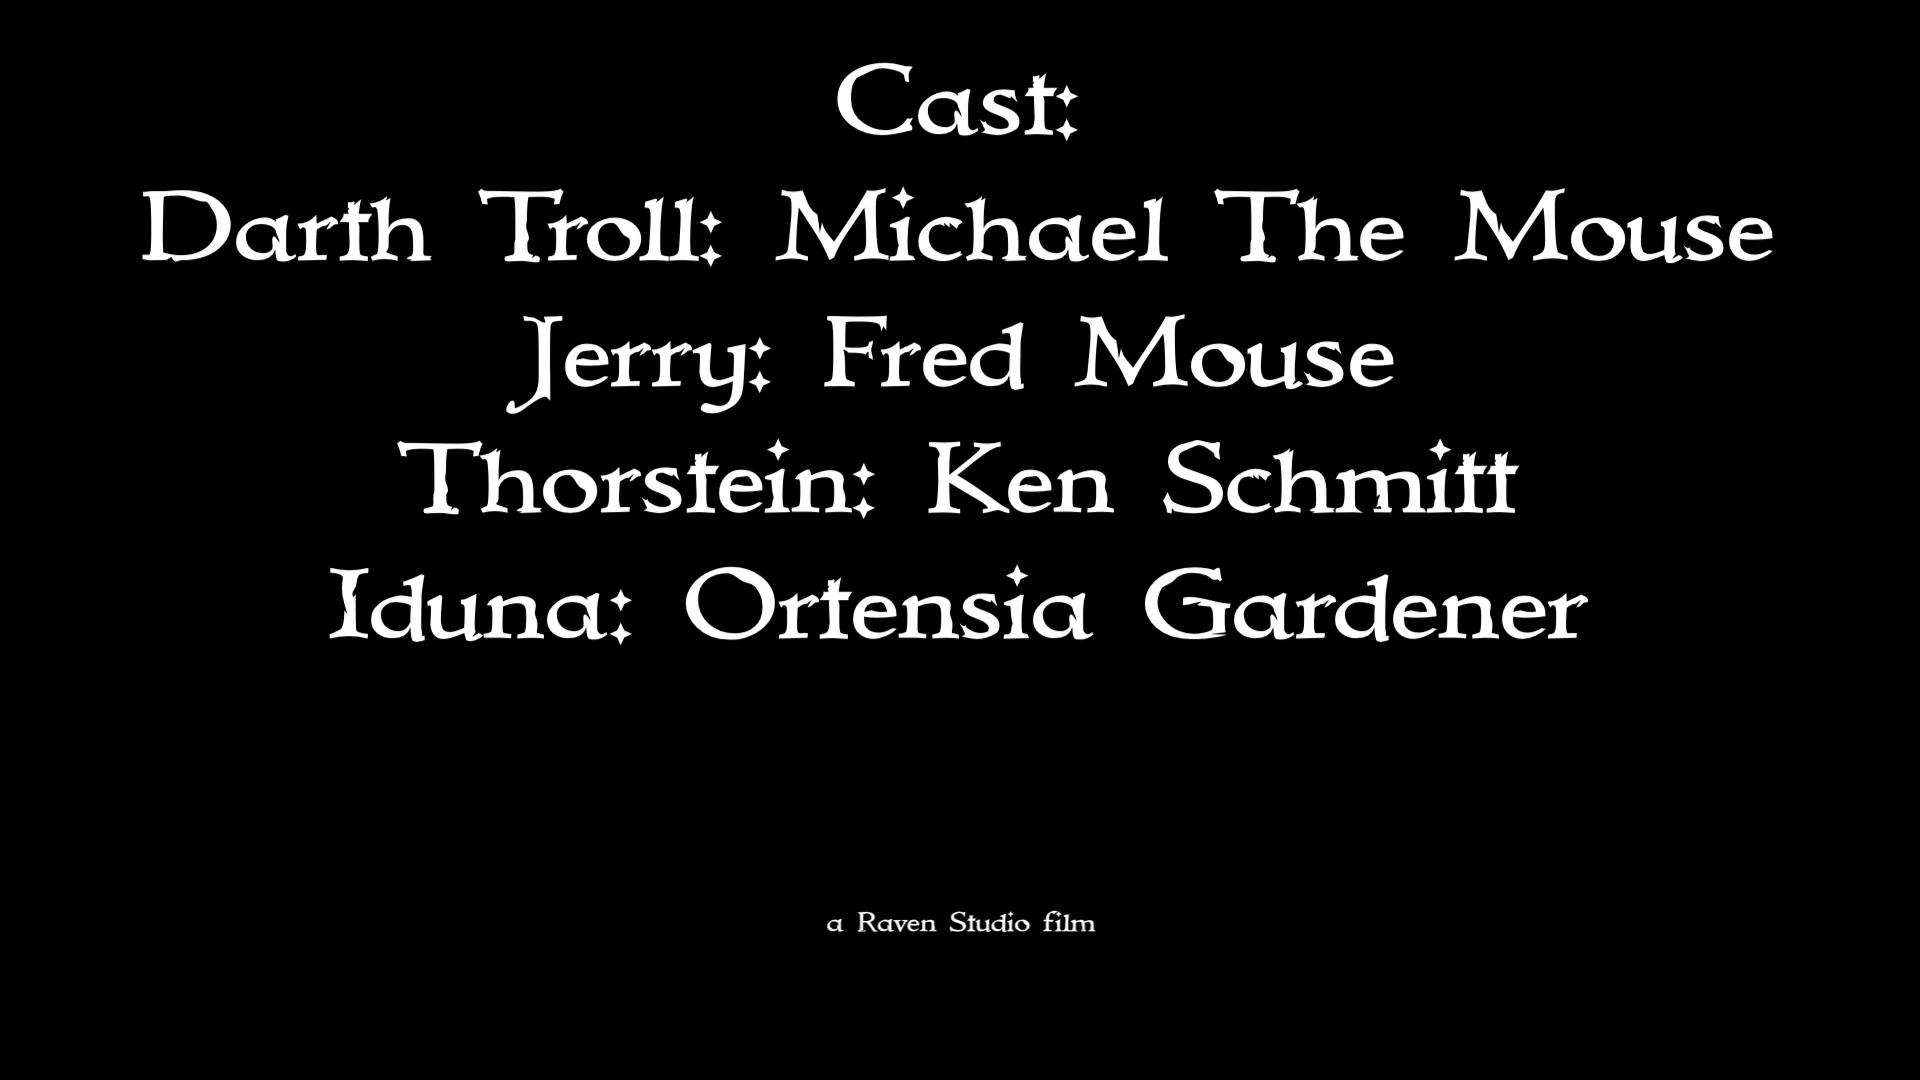 Cast:
Darth Troll: Michael The Mouse
Jerry: Fred Mouse
Thorstein: Ken Schmitt
Iduna: Ortensia Gardener
a Raven Studio film